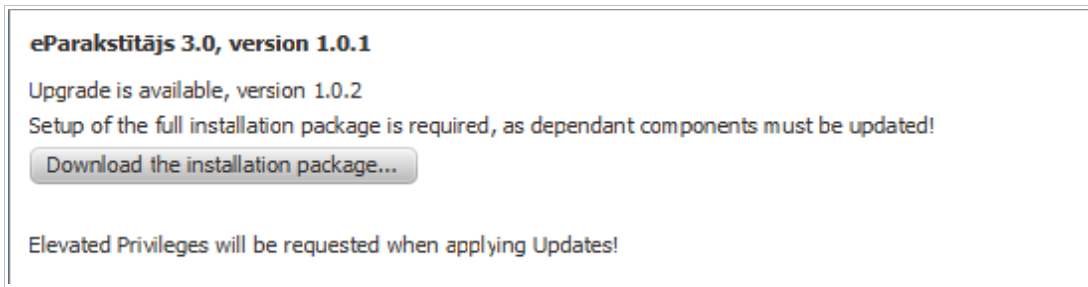 eParakstītājs 3.0, version 1.0.1
Upgrade is available, version 1.0.2
Setup of the full installation package is required, as dependant components must be updated!
Download the installation package...
Elevated Privileges will be requested when applying Updates!